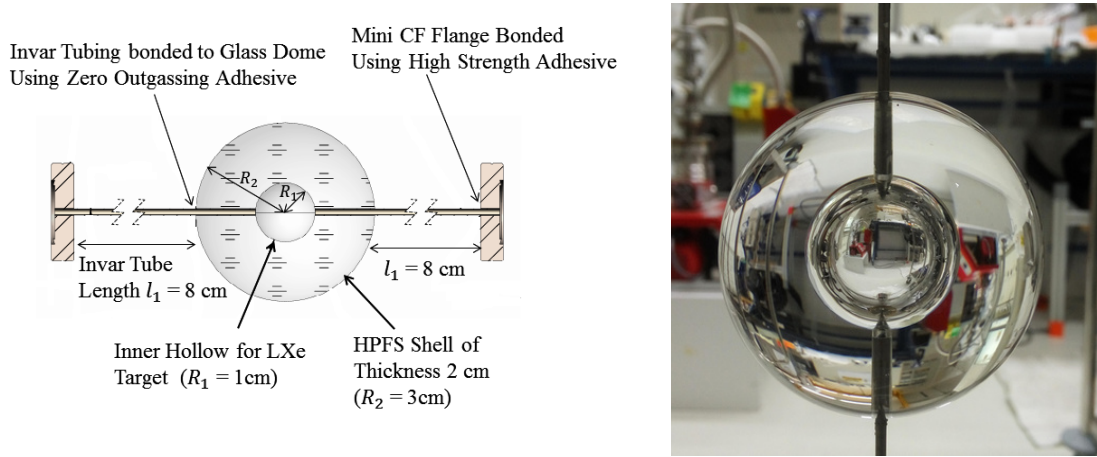 Invar Tubing bonded to Glass Dome
Using Zero Outgassing Adhesive
Mini CF Flange Bonded
Using High Strength Adhesive
R₂
R₁
Invar Tube
Length l₁ = 8 cm
l₁ = 8 cm
Inner Hollow for LXe
Target (R₁ = 1cm)
HPFS Shell of
Thickness 2 cm
(R₂ = 3cm)